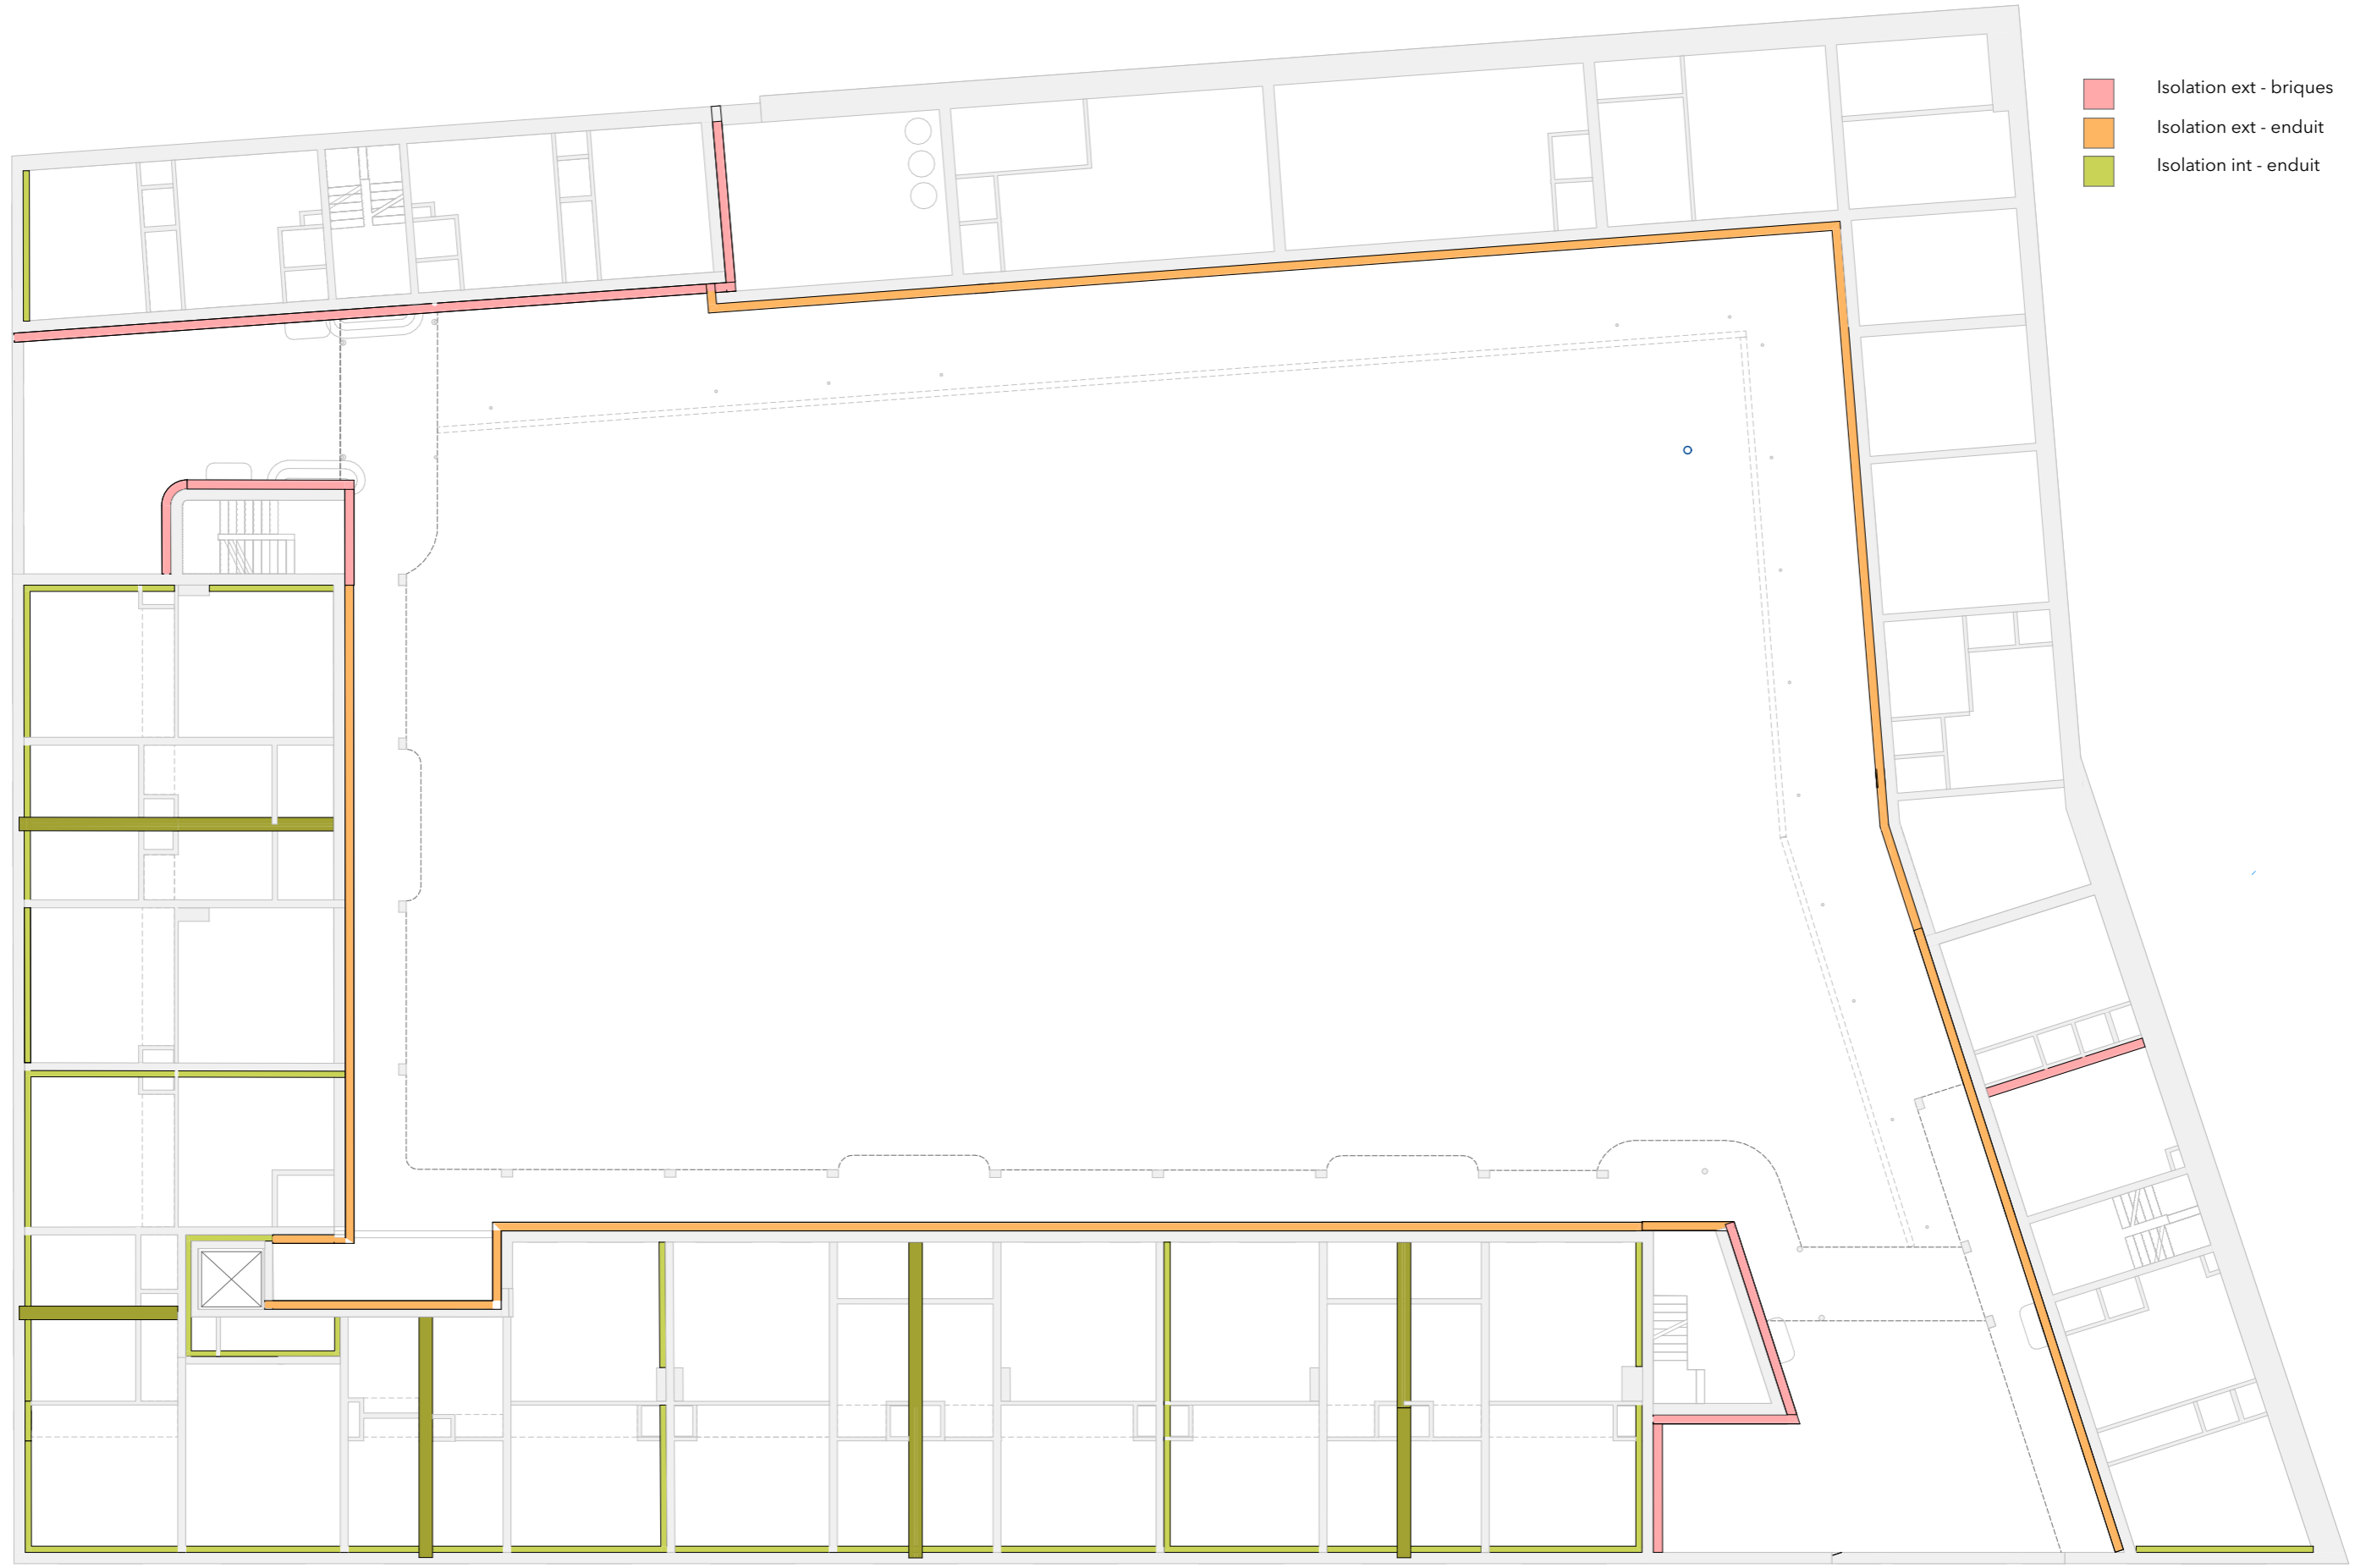 Isolation ext - briques
Isolation ext - enduit
Isolation int - enduit